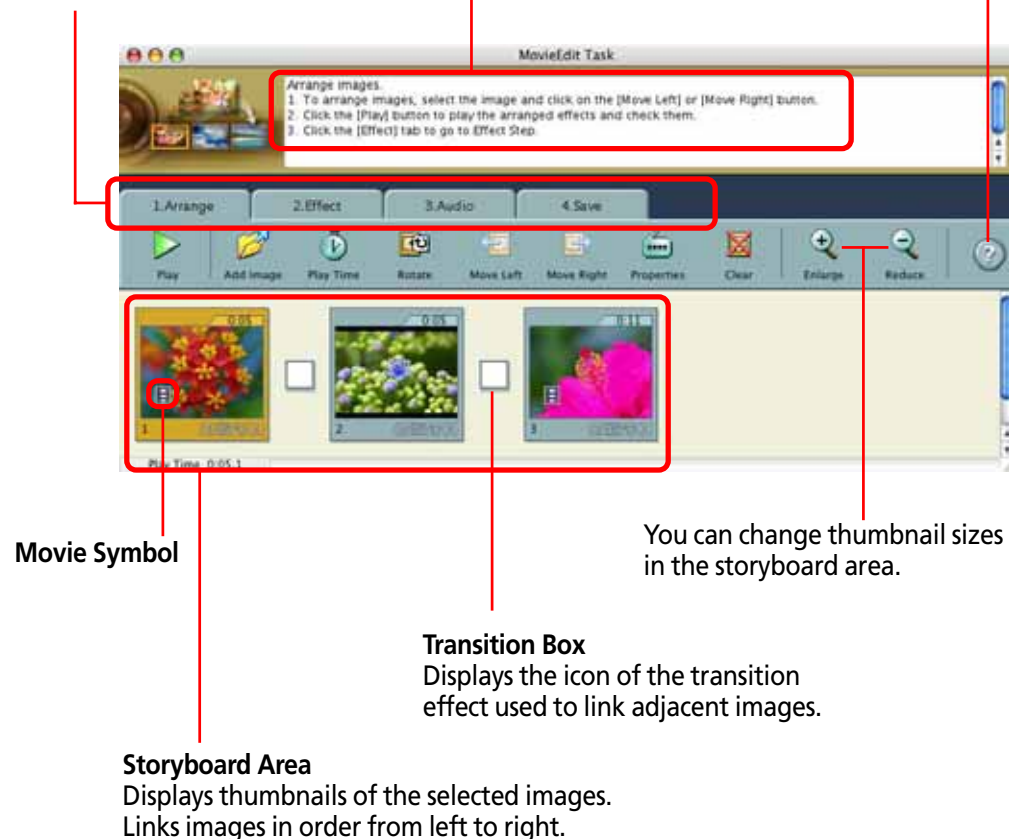 MovieEdit Task
Arrange images.
1. To arrange images, select the image and click on the [Move Left] or [Move Right] button.
2. Click the [Play] button to play the arranged effects and check them.
3. Click the [Effect] tab to go to Effect Step.
1.Arrange 2.Effect 3.Audio 4.Save
Play Add Image Play Time Rotate Move Left Move Right Properties Clear Enlarge Reduce ?
0:05 0:05 0:11
1 2 3
Play Time 0:05.1
Movie Symbol
You can change thumbnail sizes
in the storyboard area.
Transition Box
Displays the icon of the transition
effect used to link adjacent images.
Storyboard Area
Displays thumbnails of the selected images.
Links images in order from left to right.